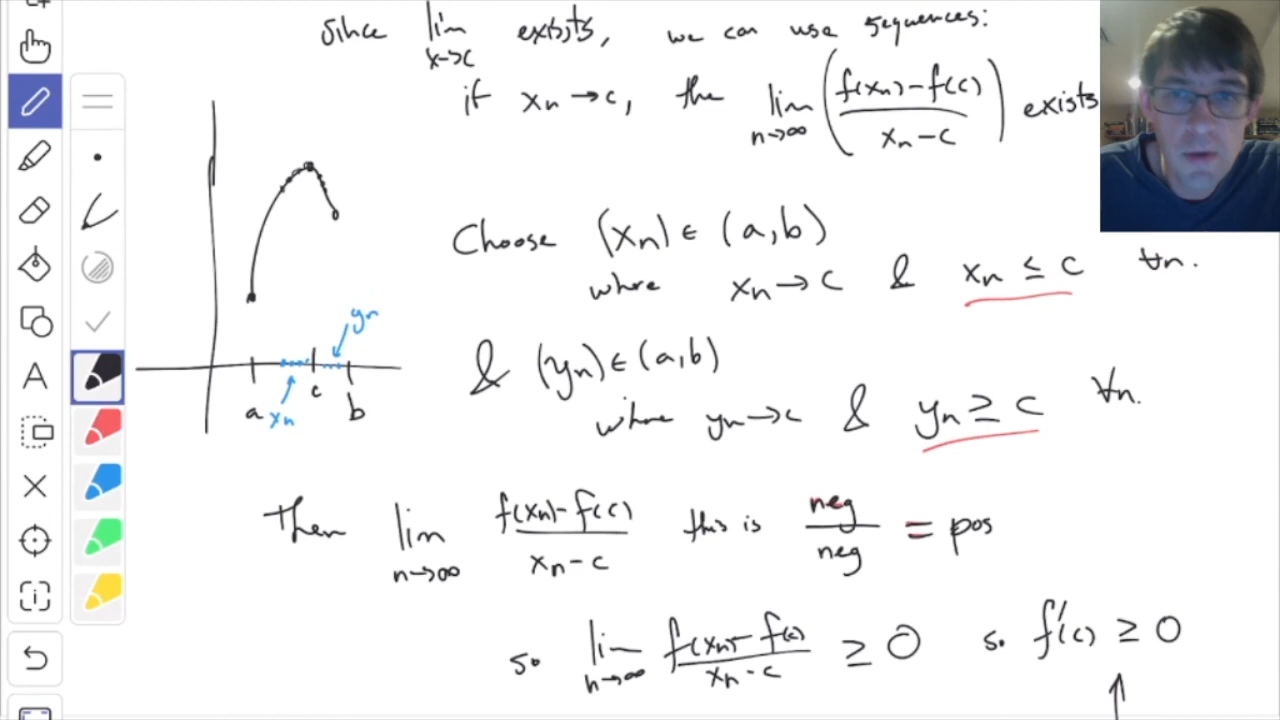 Since lim x→c exists, we can use sequences:
if xn → c, the lim n→∞ ( f(xn) - f(c) / xn - c ) exists
Choose (xn) ∈ (a,b)
where xn → c & xn ≤ c ∀n.
& (yn) ∈ (a,b)
where yn → c & yn ≥ c ∀n.
yn
a xn c b
Then lim n→∞ f(xn) - f(c) / xn - c this is neg / neg = pos
so lim n→∞ f(xn) - f(c) / xn - c ≥ 0 so f'(c) ≥ 0
A